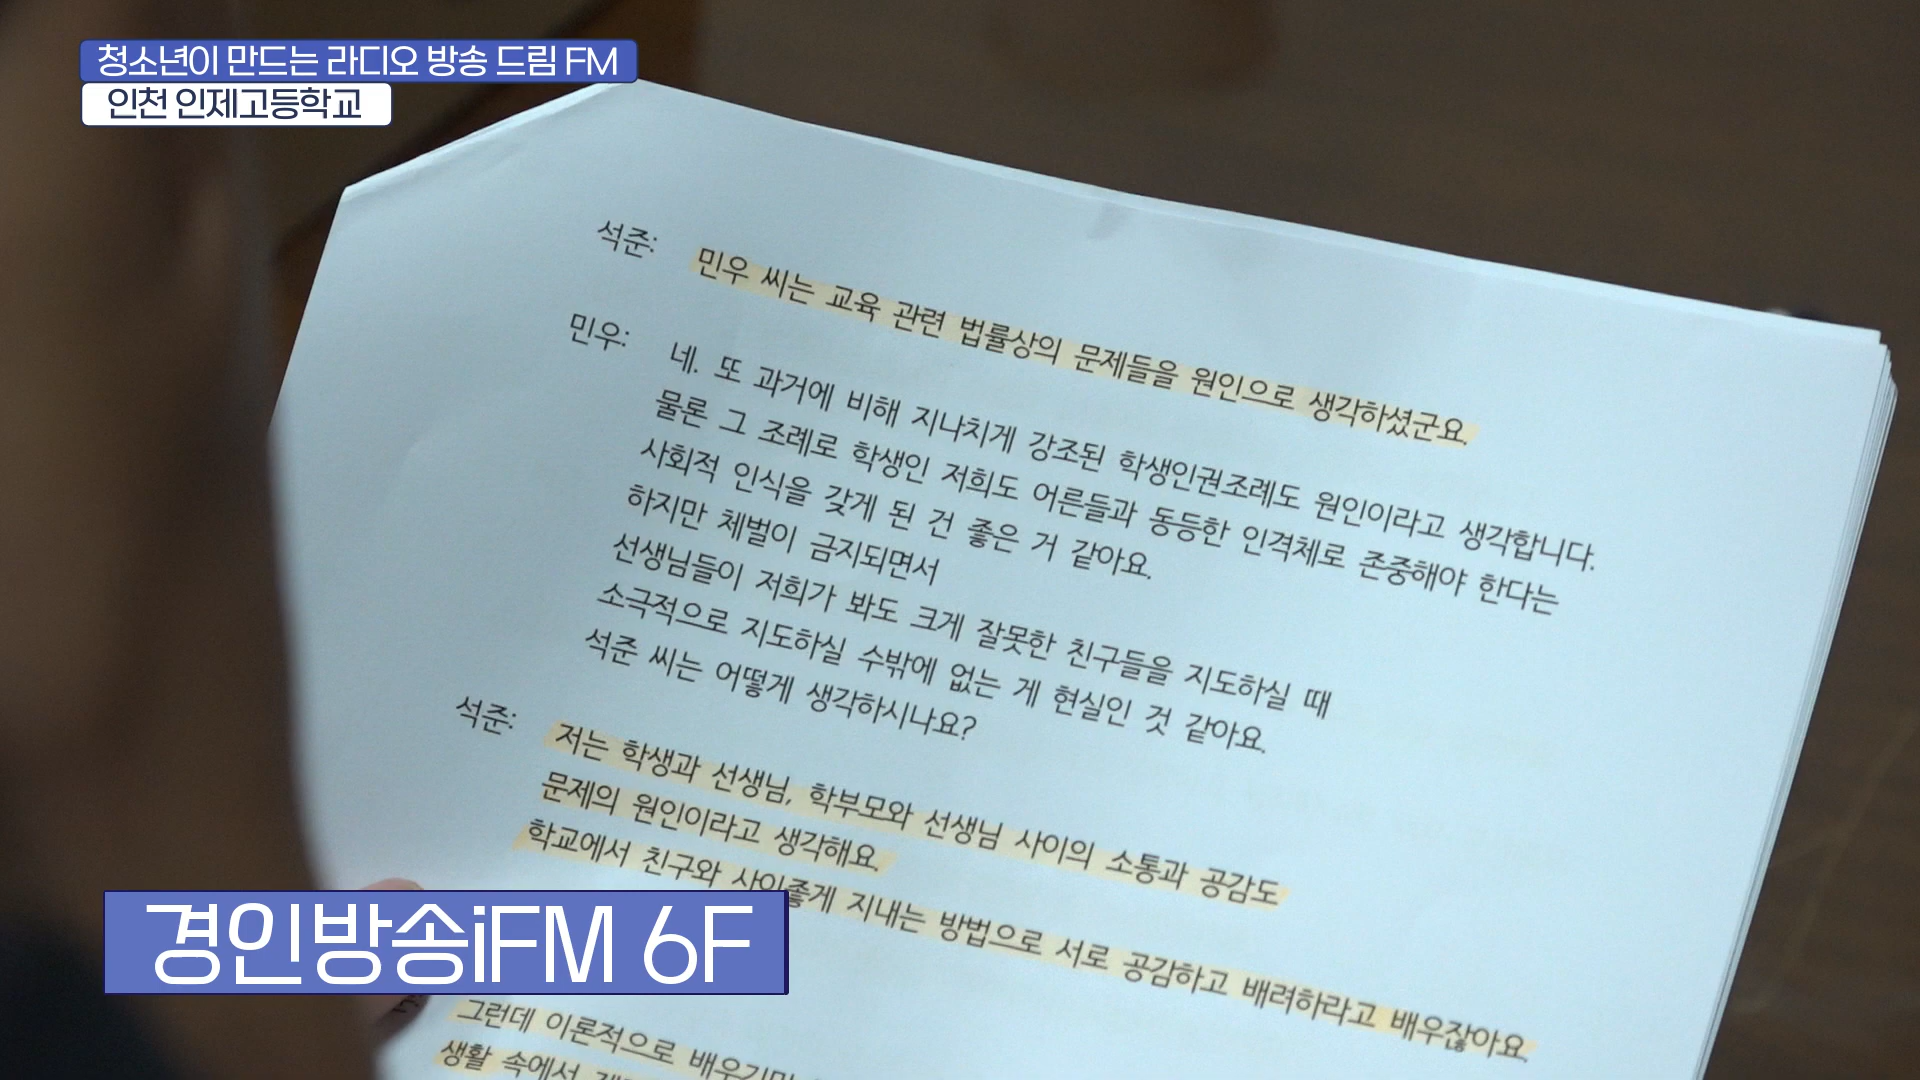 청소년이 만드는 라디오 방송 드림 FM
인천 인제고등학교
석준: 민우 씨는 교육 관련 법률상의 문제들을 원인으로 생각하셨군요.
민우: 네. 또 과거에 비해 지나치게 강조된 학생인권조례도 원인이라고 생각합니다.
물론 그 조례로 학생인 저희도 어른들과 동등한 인격체로 존중해야 한다는
사회적 인식을 갖게 된 건 좋은 거 같아요.
하지만 체벌이 금지되면서
선생님들이 저희가 봐도 크게 잘못한 친구들을 지도하실 때
소극적으로 지도하실 수밖에 없는 게 현실인 것 같아요.
석준 씨는 어떻게 생각하시나요?
석준: 저는 학생과 선생님, 학부모와 선생님 사이의 소통과 공감도
문제의 원인이라고 생각해요.
학교에서 친구와 사이좋게 지내는 방법으로 서로 공감하고 배려하라고 배우잖아요.
그런데 이론적으로
생활 속에서
경인방송iFM 6F